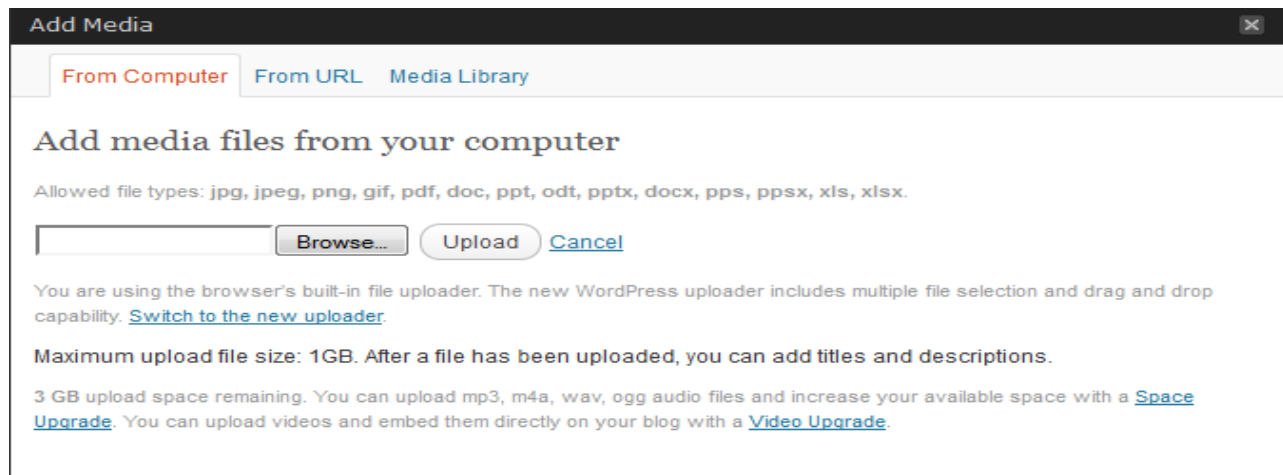 Add Media
From Computer From URL Media Library
Add media files from your computer
Allowed file types: jpg, jpeg, png, gif, pdf, doc, ppt, odt, pptx, docx, pps, ppsx, xls, xlsx.
Browse... Upload Cancel
You are using the browser's built-in file uploader. The new WordPress uploader includes multiple file selection and drag and drop
capability. Switch to the new uploader.
Maximum upload file size: 1GB. After a file has been uploaded, you can add titles and descriptions.
3 GB upload space remaining. You can upload mp3, m4a, wav, ogg audio files and increase your available space with a Space
Upgrade. You can upload videos and embed them directly on your blog with a Video Upgrade.